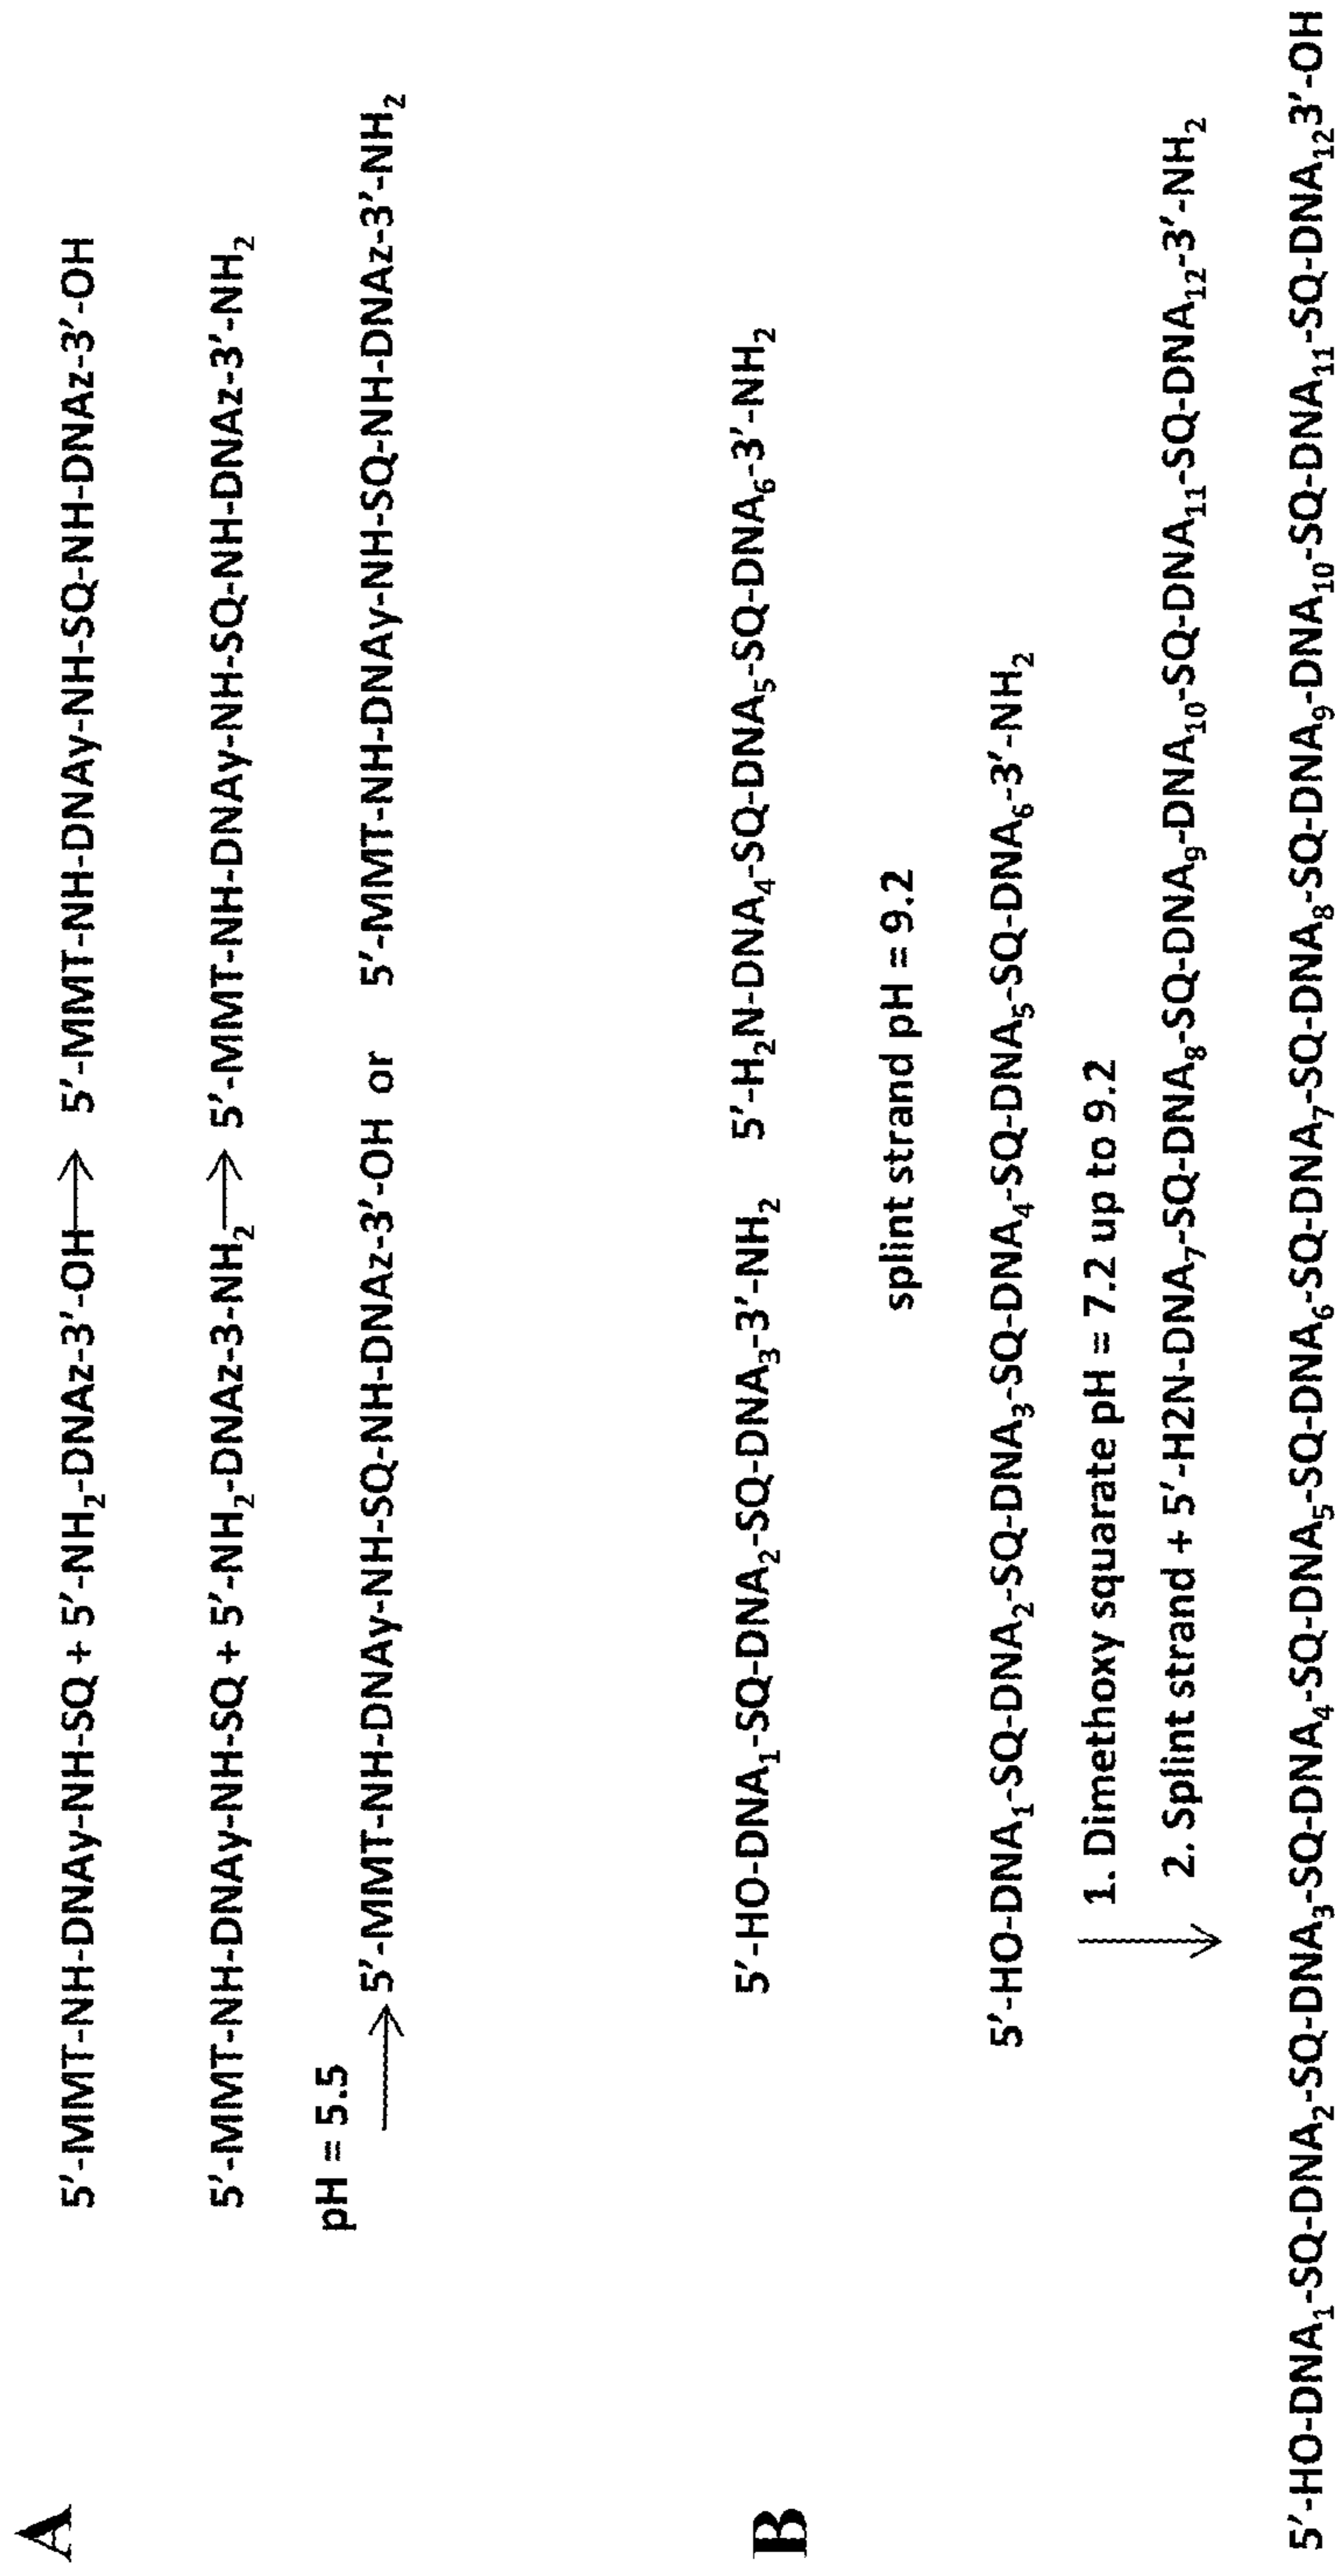 A
5′-MMT-NH-DNAy-NH-SQ + 5′-NH₂-DNAz-3′-OH → 5′-MMT-NH-DNAy-NH-SQ-NH-DNAz-3′-OH
5′-MMT-NH-DNAy-NH-SQ + 5′-NH₂-DNAz-3-NH₂ → 5′-MMT-NH-DNAy-NH-SQ-NH-DNAz-3′-NH₂
pH = 5.5
→ 5′-MMT-NH-DNAy-NH-SQ-NH-DNAz-3′-OH or 5′-MMT-NH-DNAy-NH-SQ-NH-DNAz-3′-NH₂
B
5′-HO-DNA₁-SQ-DNA₂-SQ-DNA₃-3′-NH₂ 5′-H₂N-DNA₄-SQ-DNA₅-SQ-DNA₆-3′-NH₂
splint strand pH = 9.2
5′-HO-DNA₁-SQ-DNA₂-SQ-DNA₃-SQ-DNA₄-SQ-DNA₅-SQ-DNA₆-3′-NH₂
1. Dimethoxy squarate pH = 7.2 up to 9.2
2. Splint strand + 5′-H2N-DNA₇-SQ-DNA₈-SQ-DNA₉-DNA₁₀-SQ-DNA₁₁-SQ-DNA₁₂-3′-NH₂
5′-HO-DNA₁-SQ-DNA₂-SQ-DNA₃-SQ-DNA₄-SQ-DNA₅-SQ-DNA₆-SQ-DNA₇-SQ-DNA₈-SQ-DNA₉-DNA₁₀-SQ-DNA₁₁-SQ-DNA₁₂3′-OH